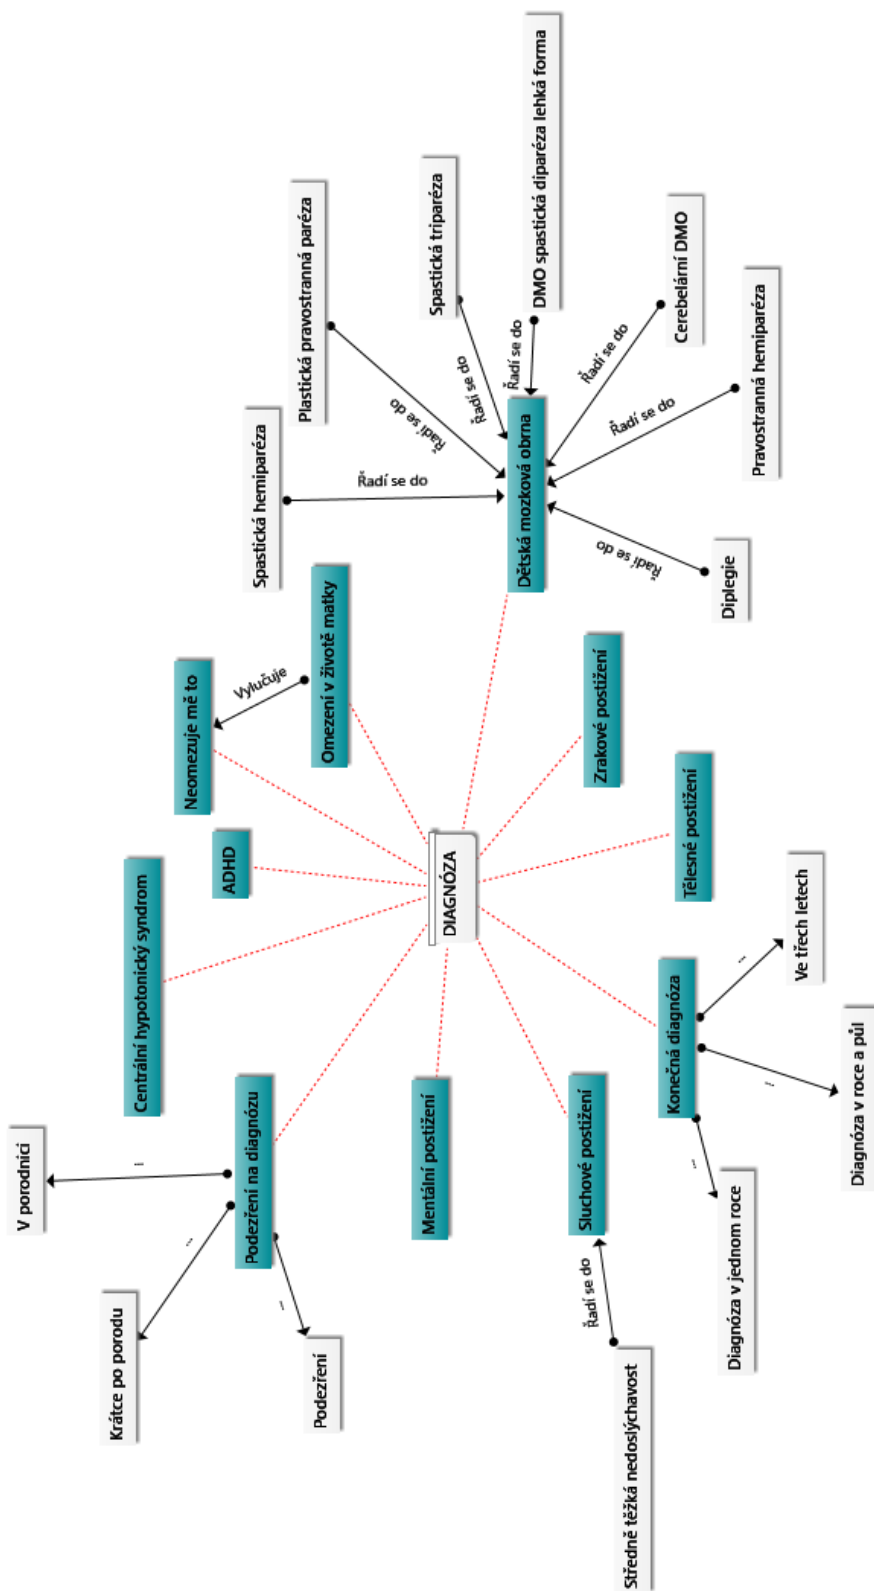 V porodnici
Krátce po porodu
Podezření
...
...
...
Podezření na diagnózu
Centrální hypotonický syndrom
ADHD
Neomezuje mě to
Vylučuje
Omezení v životě matky
Spastická hemiparéza
Řadí se do
Plastická pravostranná paréza
Řadí se do
Spastická triparéza
Řadí se do
DMO spastická diparéza lehká forma
Řadí se do
Dětská mozková obrna
Cerebelární DMO
Řadí se do
Pravostranná hemiparéza
Řadí se do
Diplegie
Řadí se do
DIAGNÓZA
Mentální postižení
Sluchové postižení
Řadí se do
Středně těžká nedoslýchavost
Zrakové postižení
Tělesné postižení
Konečná diagnóza
...
...
...
Diagnóza v jednom roce
Ve třech letech
Diagnóza v roce a půl